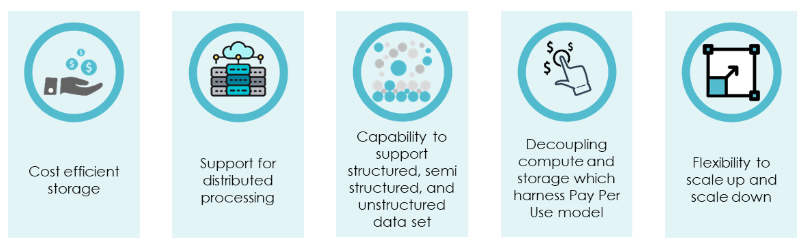 Cost efficient
storage
Support for
distributed
processing
Capability to
support
structured, semi
structured, and
unstructured
data set
Decoupling
compute and
storage which
harness Pay Per
Use model
Flexibility to
scale up and
scale down